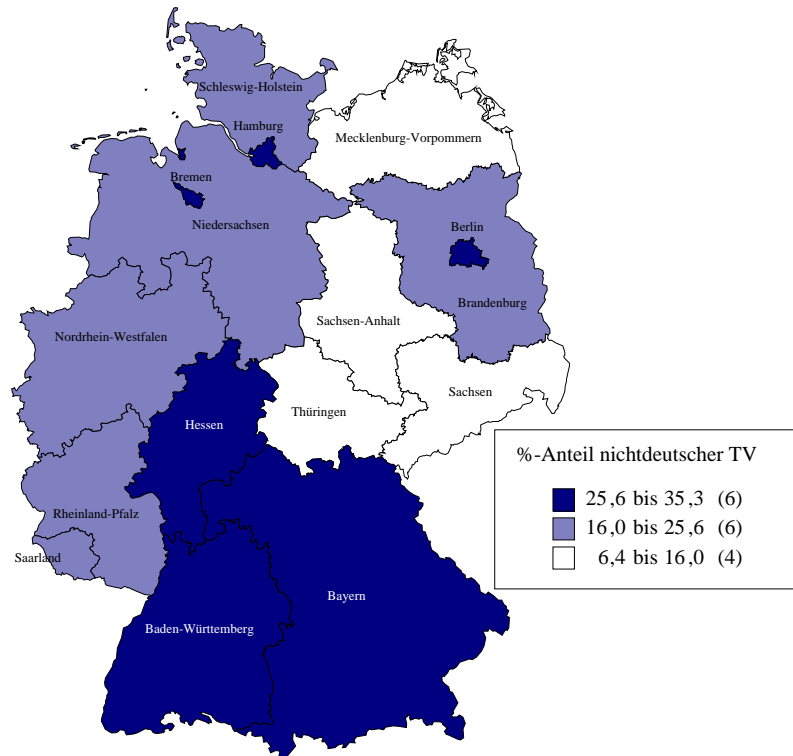 Schleswig-Holstein
Hamburg
Mecklenburg-Vorpommern
Bremen
Niedersachsen
Berlin
Brandenburg
Sachsen-Anhalt
Nordrhein-Westfalen
Sachsen
Thüringen
Hessen
%-Anteil nichtdeutscher TV
25,6 bis 35,3 (6)
16,0 bis 25,6 (6)
6,4 bis 16,0 (4)
Rheinland-Pfalz
Saarland
Bayern
Baden-Württemberg